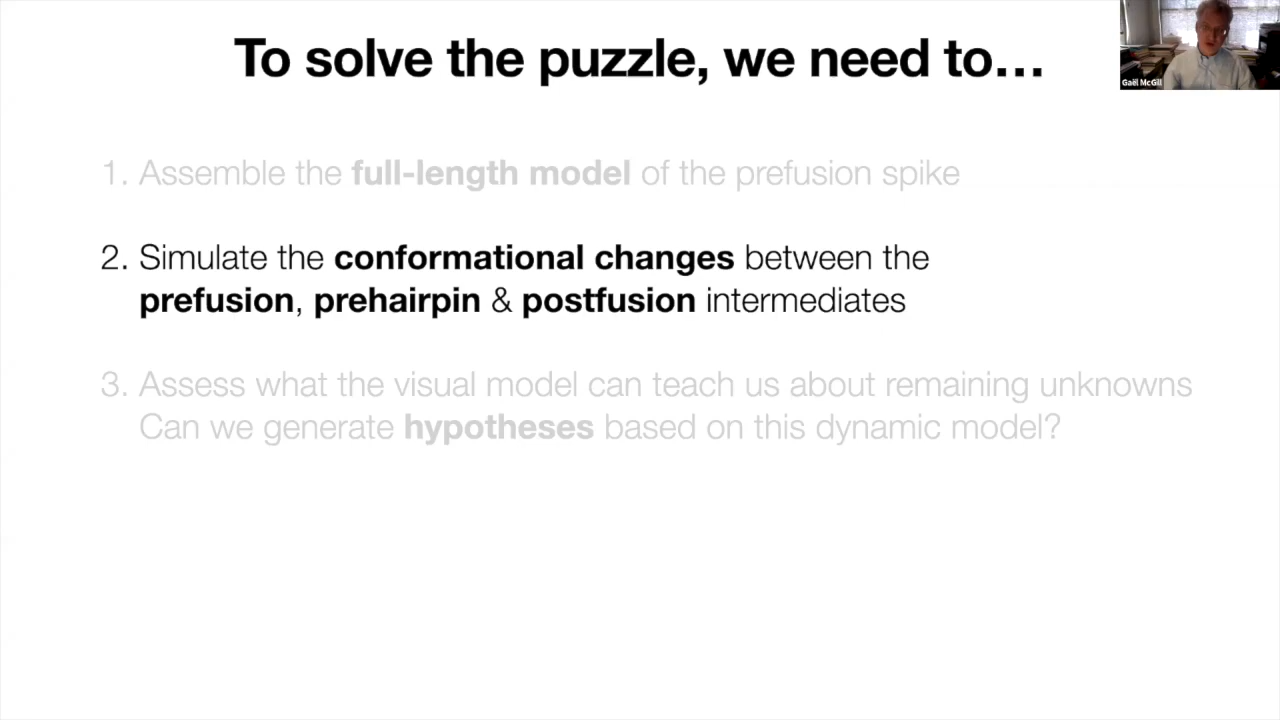 To solve the puzzle, we need to…
Gaël McGill
1. Assemble the full-length model of the prefusion spike
2. Simulate the conformational changes between the
prefusion, prehairpin & postfusion intermediates
3. Assess what the visual model can teach us about remaining unknowns
Can we generate hypotheses based on this dynamic model?